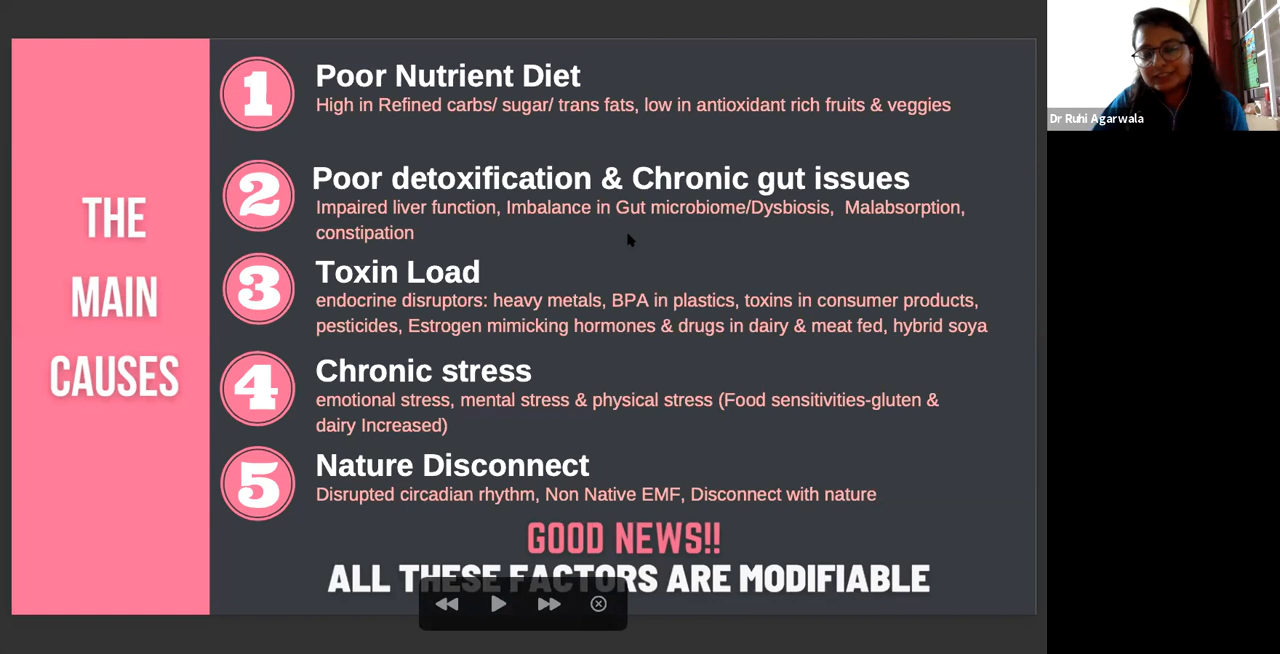 THE
MAIN
CAUSES
1
Poor Nutrient Diet
High in Refined carbs/ sugar/ trans fats, low in antioxidant rich fruits & veggies
2
Poor detoxification & Chronic gut issues
Impaired liver function, Imbalance in Gut microbiome/Dysbiosis,  Malabsorption,
constipation
3
Toxin Load
endocrine disruptors: heavy metals, BPA in plastics, toxins in consumer products,
pesticides, Estrogen mimicking hormones & drugs in dairy & meat fed, hybrid soya
4
Chronic stress
emotional stress, mental stress & physical stress (Food sensitivities-gluten &
dairy Increased)
5
Nature Disconnect
Disrupted circadian rhythm, Non Native EMF, Disconnect with nature
GOOD NEWS!!
ALL THESE FACTORS ARE MODIFIABLE
Dr Ruhi Agarwala